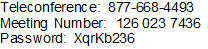 Teleconference:  877-668-4493
Meeting Number:  126 023 7436
Password:  XqrKb236